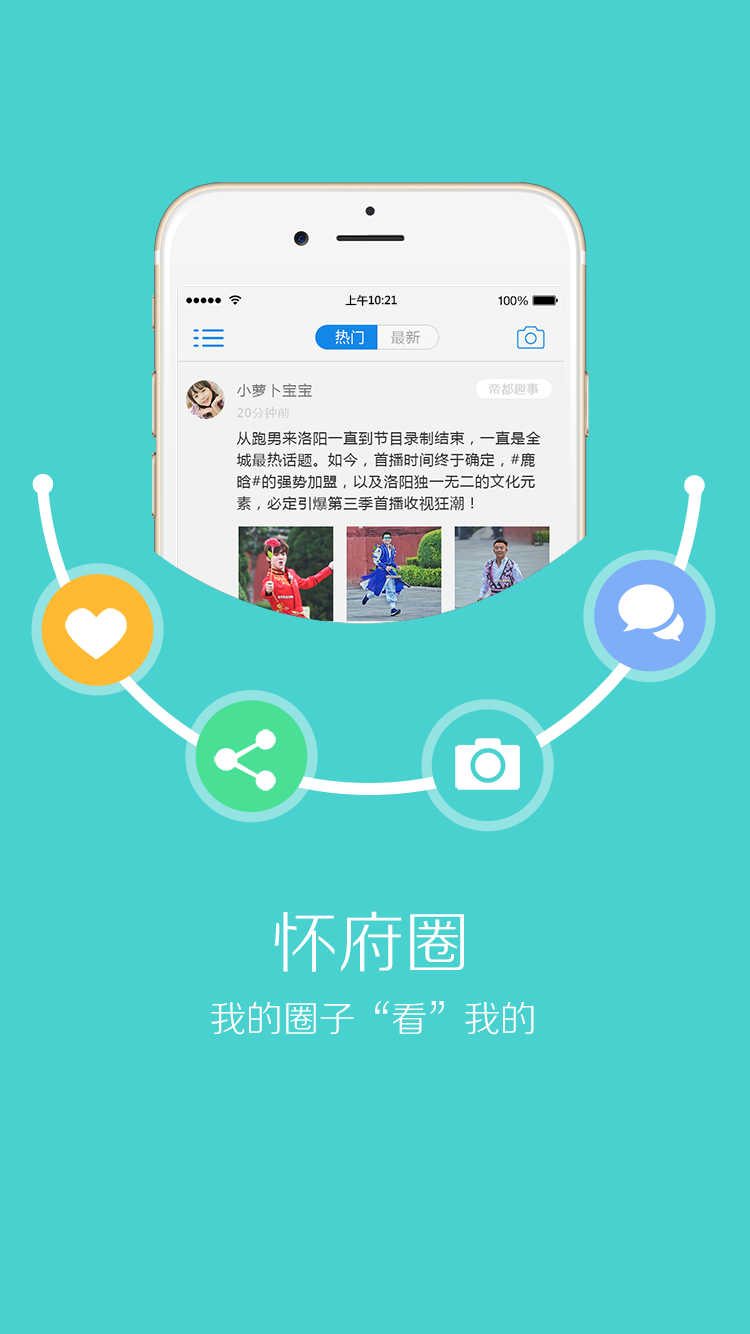 上午10:21
100%
热门 最新
小萝卜宝宝
帝都趣事
20分钟前
从跑男来洛阳一直到节目录制结束，一直是全
城最热话题。如今，首播时间终于确定，#鹿
晗#的强势加盟，以及洛阳独一无二的文化元
素，必定引爆第三季首播收视狂潮！
怀府圈
我的圈子“看”我的